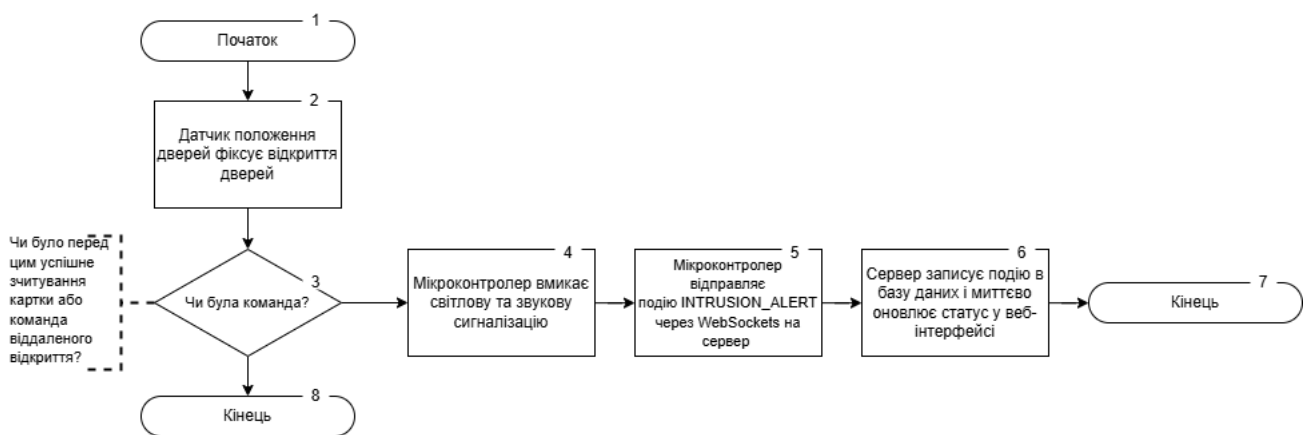 1
Початок
2
Датчик положення
дверей фіксує відкриття
дверей
Чи було перед
цим успішне
зчитування
картки або
команда
віддаленого
відкриття?
3
Чи була команда?
4
Мікроконтролер вмикає
світлову та звукову
сигналізацію
5
Мікроконтролер
відправляє
подію INTRUSION_ALERT
через WebSockets на
сервер
6
Сервер записує подію в
базу даних і миттєво
оновлює статус у веб-
інтерфейсі
7
Кінець
8
Кінець